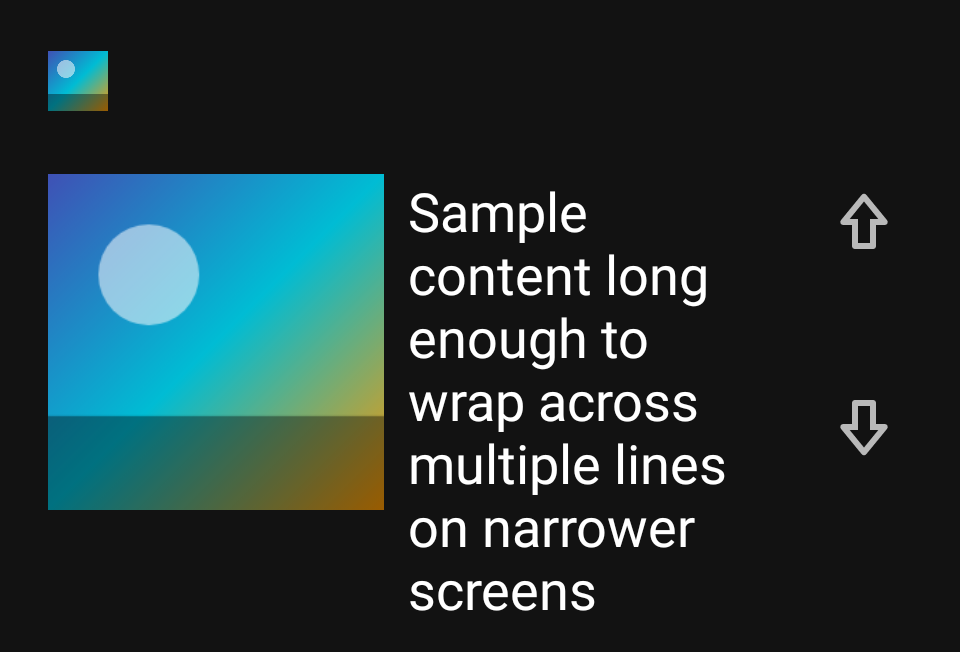 Sample
content long
enough to
wrap across
multiple lines
on narrower
screens